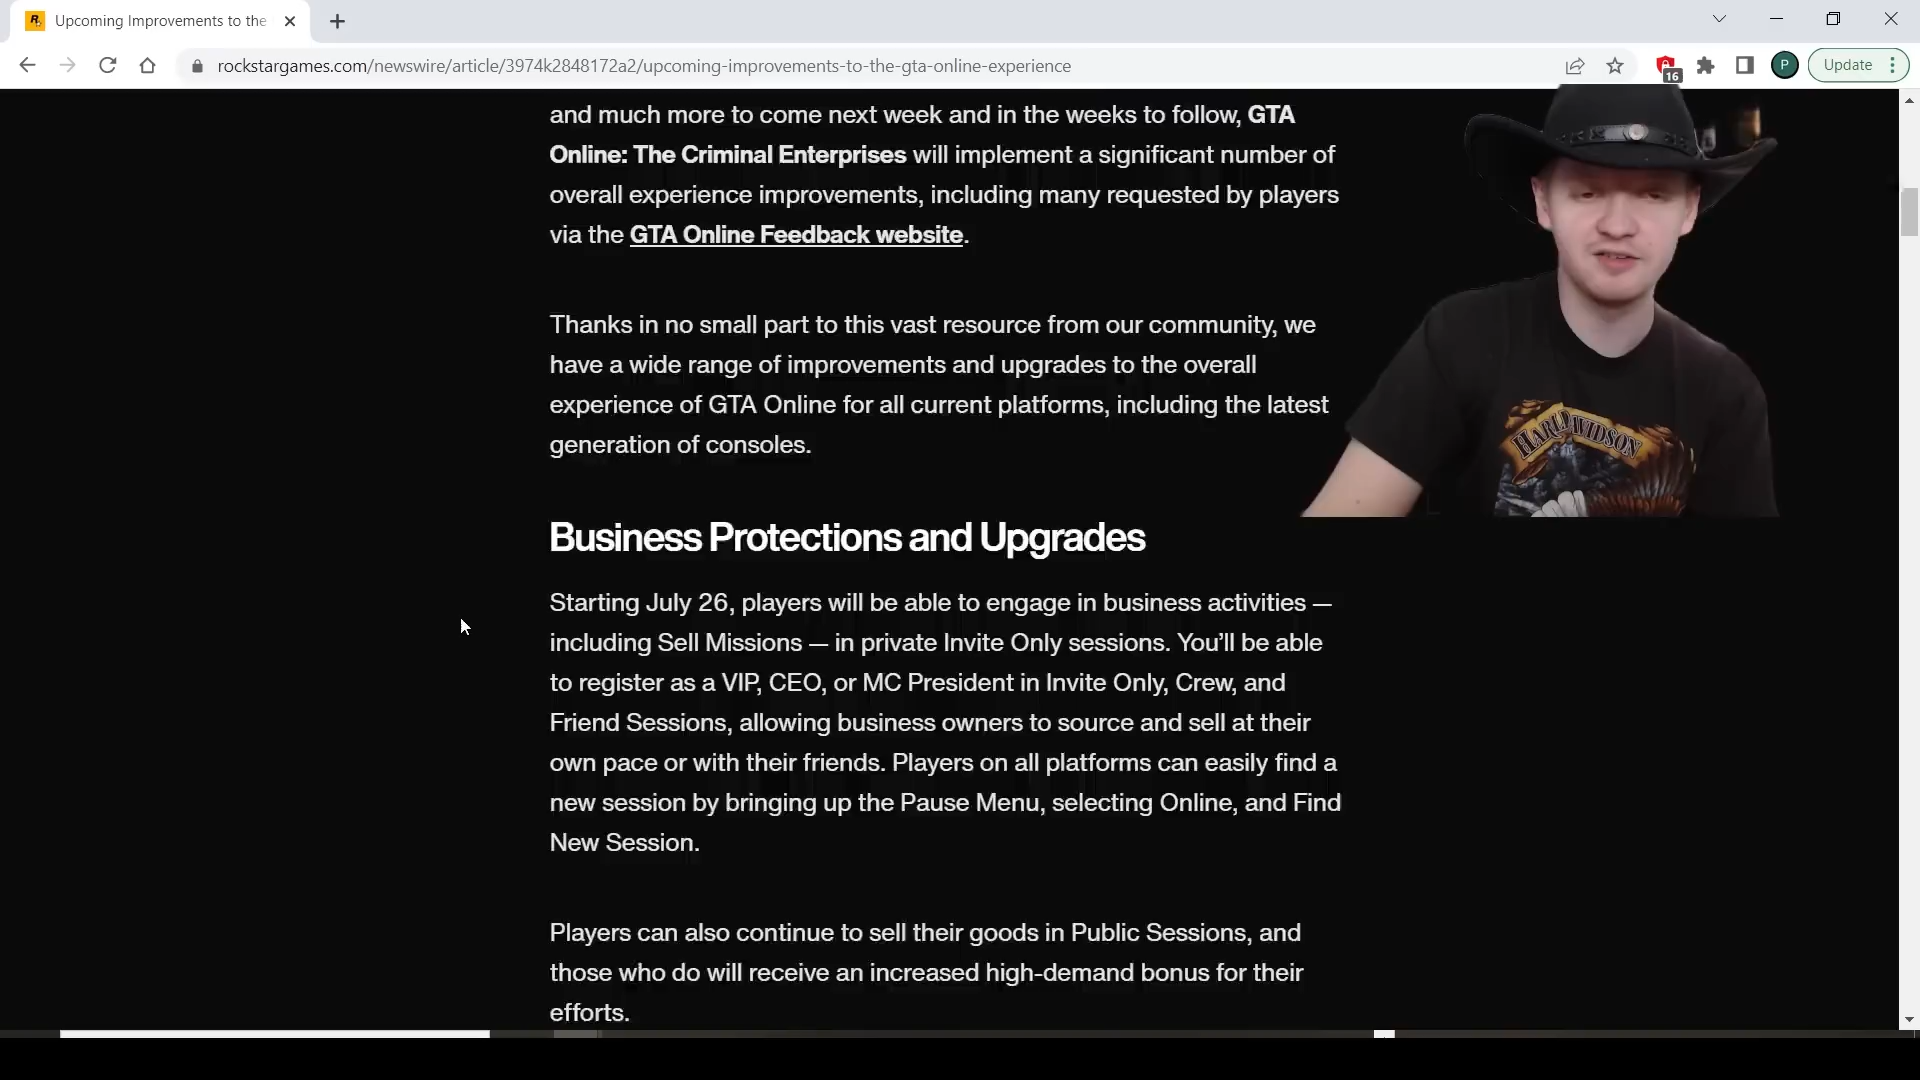 Upcoming Improvements to the
rockstargames.com/newswire/article/3974k2848172a2/upcoming-improvements-to-the-gta-online-experience
16
P
Update
and much more to come next week and in the weeks to follow, GTA
Online: The Criminal Enterprises will implement a significant number of
overall experience improvements, including many requested by players
via the GTA Online Feedback website.
Thanks in no small part to this vast resource from our community, we
have a wide range of improvements and upgrades to the overall
experience of GTA Online for all current platforms, including the latest
generation of consoles.
HARLEY-DAVIDSON
Business Protections and Upgrades
Starting July 26, players will be able to engage in business activities —
including Sell Missions — in private Invite Only sessions. You’ll be able
to register as a VIP, CEO, or MC President in Invite Only, Crew, and
Friend Sessions, allowing business owners to source and sell at their
own pace or with their friends. Players on all platforms can easily find a
new session by bringing up the Pause Menu, selecting Online, and Find
New Session.
Players can also continue to sell their goods in Public Sessions, and
those who do will receive an increased high-demand bonus for their
efforts.